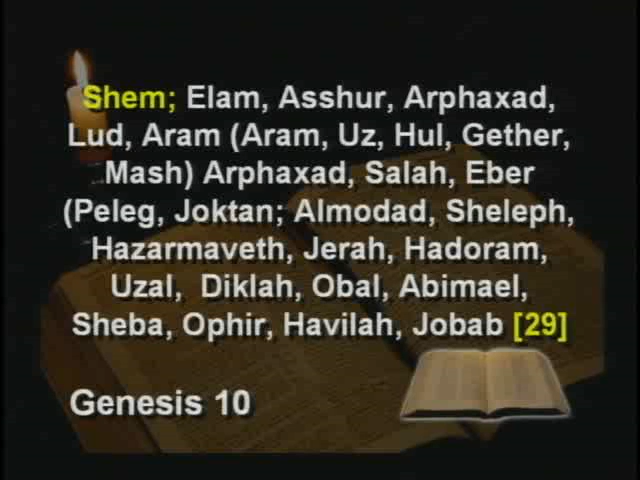 Shem; Elam, Asshur, Arphaxad,
Lud, Aram (Aram, Uz, Hul, Gether,
Mash) Arphaxad, Salah, Eber
(Peleg, Joktan; Almodad, Sheleph,
Hazarmaveth, Jerah, Hadoram,
Uzal, Diklah, Obal, Abimael,
Sheba, Ophir, Havilah, Jobab [29]
Genesis 10